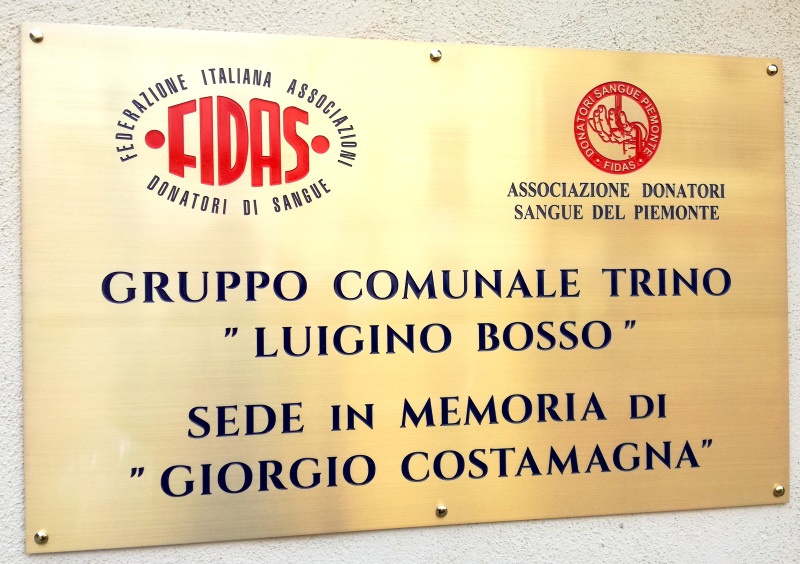 FEDERAZIONE ITALIANA ASSOCIAZIONI
FIDAS
DONATORI DI SANGUE
DONATORI SANGUE PIEMONTE
FIDAS
ASSOCIAZIONE DONATORI
SANGUE DEL PIEMONTE
GRUPPO COMUNALE TRINO
" LUIGINO BOSSO "
SEDE IN MEMORIA DI
" GIORGIO COSTAMAGNA"